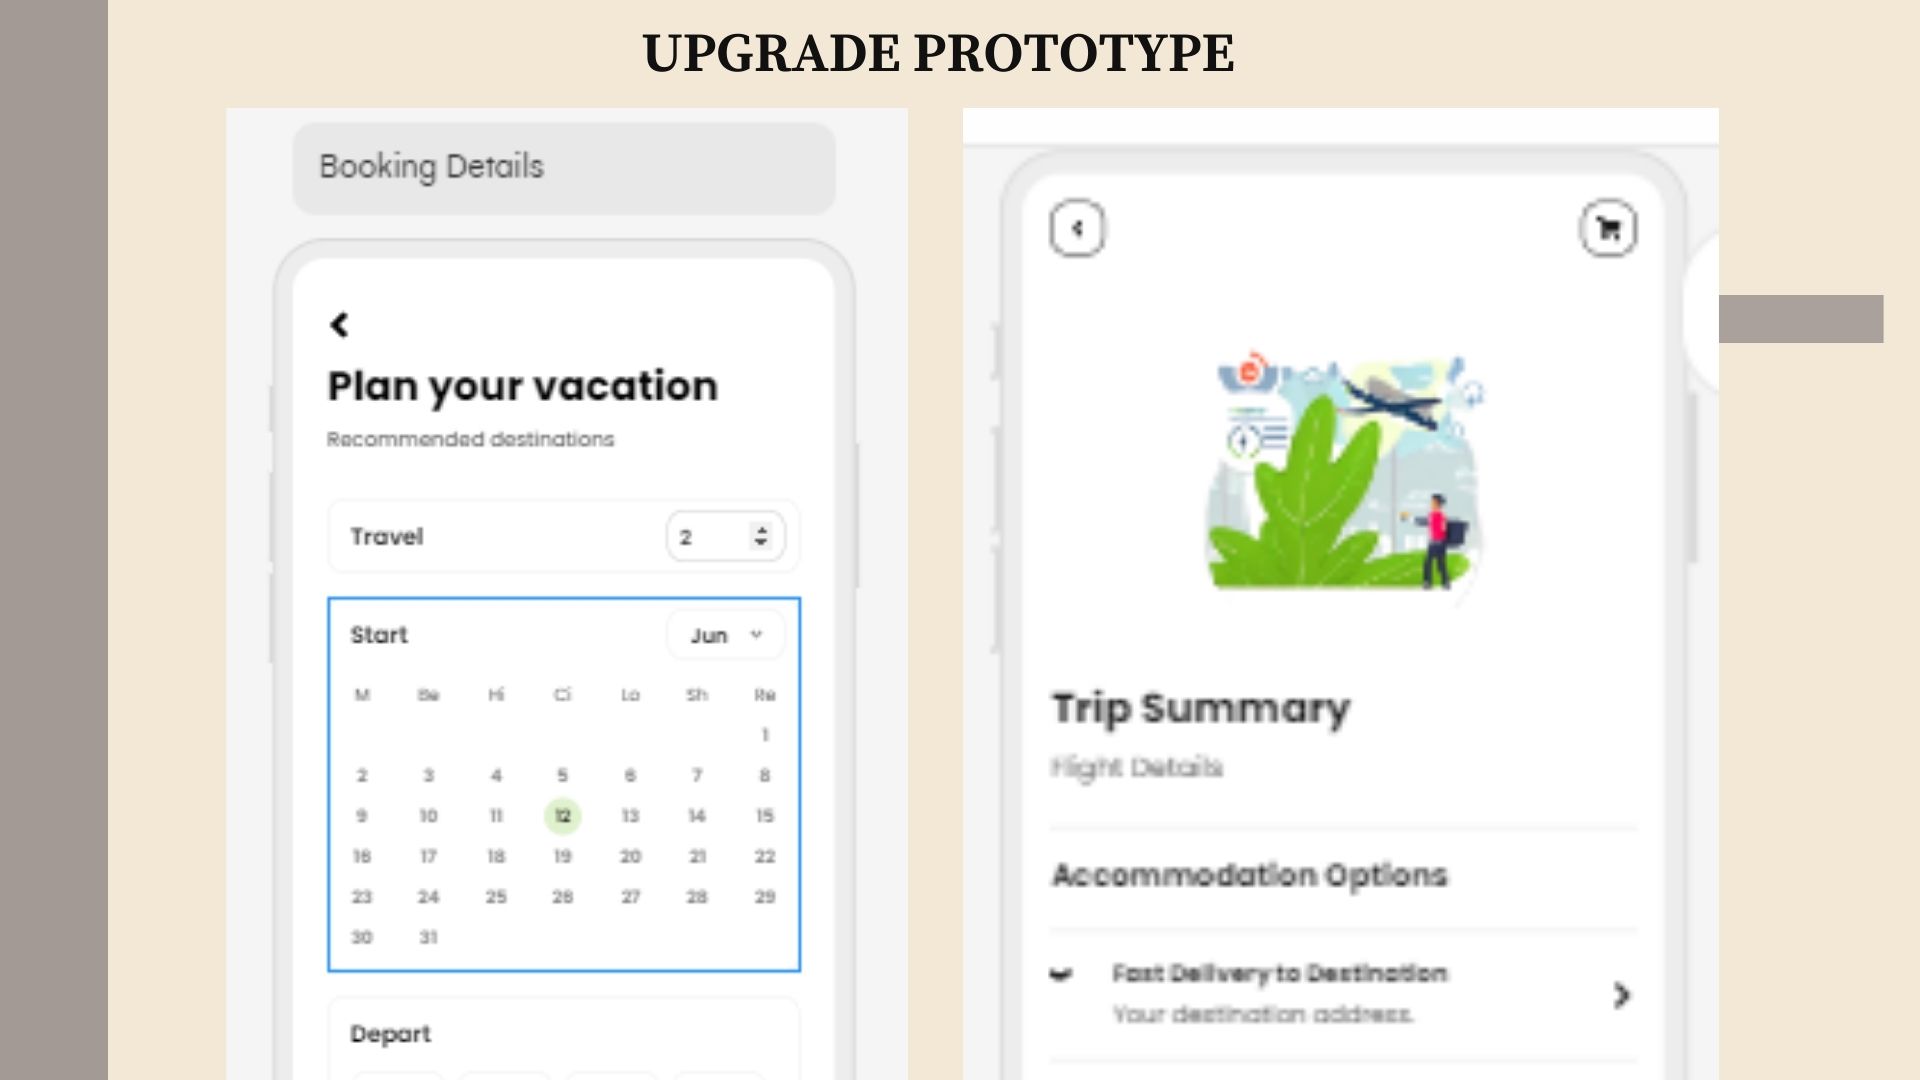 UPGRADE PROTOTYPE
Booking Details
Plan your vacation
Recommended destinations
Travel 2
Start Jun
M Be Hi Ci Lo Sh Re
1
2 3 4 5 6 7 8
9 10 11 12 13 14 15
16 17 18 19 20 21 22
23 24 25 26 27 28 29
30 31
Depart
Trip Summary
Flight Details
Accommodation Options
Fast Delivery to Destination
Your destination address.